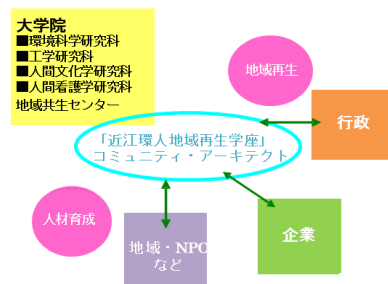 大学院
■環境科学研究科
■工学研究科
■人間文化学研究科
■人間看護学研究科
地域共生センター
地域再生
行政
「近江環人地域再生学座」
コミュニティ・アーキテクト
人材育成
地域・NPO
など
企業